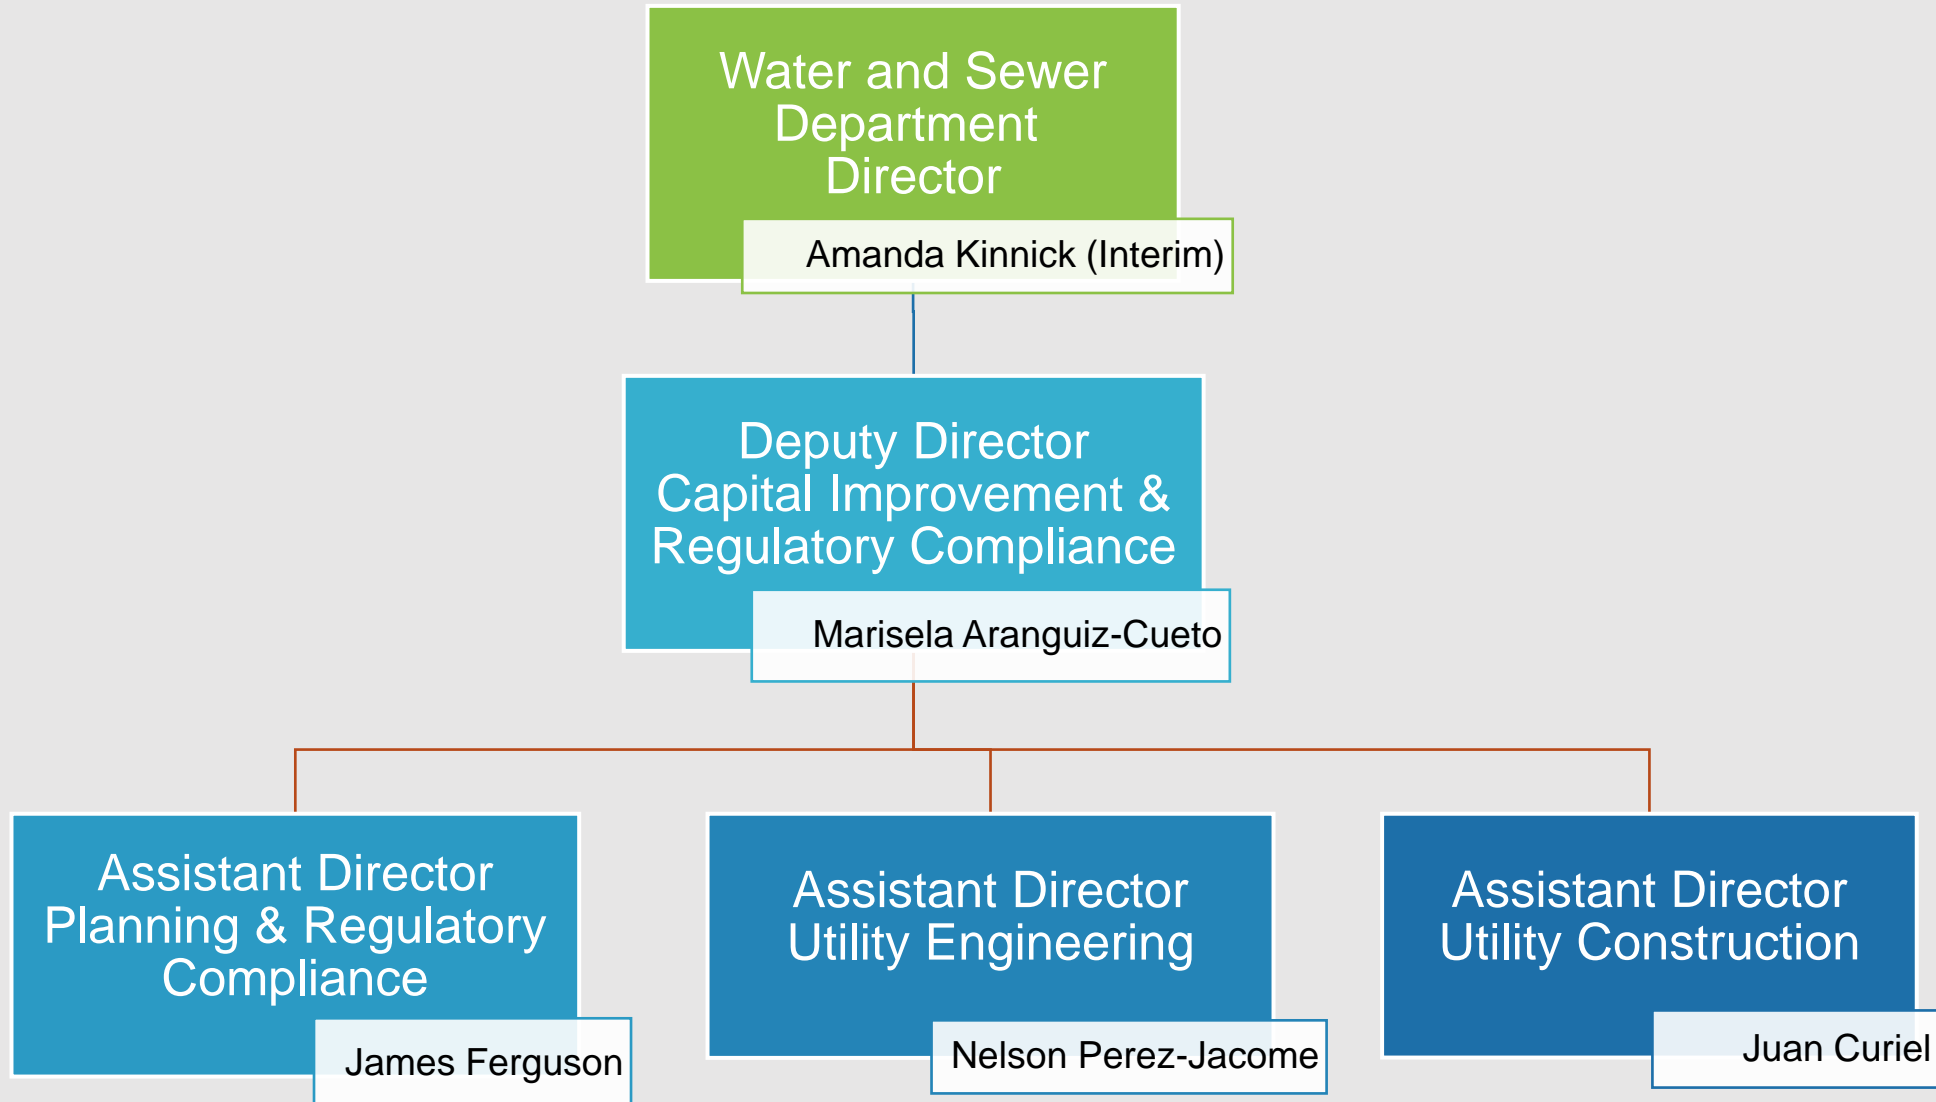 Water and Sewer
Department
Director
Amanda Kinnick (Interim)
Deputy Director
Capital Improvement &
Regulatory Compliance
Marisela Aranguiz-Cueto
Assistant Director
Planning & Regulatory
Compliance
James Ferguson
Assistant Director
Utility Engineering
Nelson Perez-Jacome
Assistant Director
Utility Construction
Juan Curiel